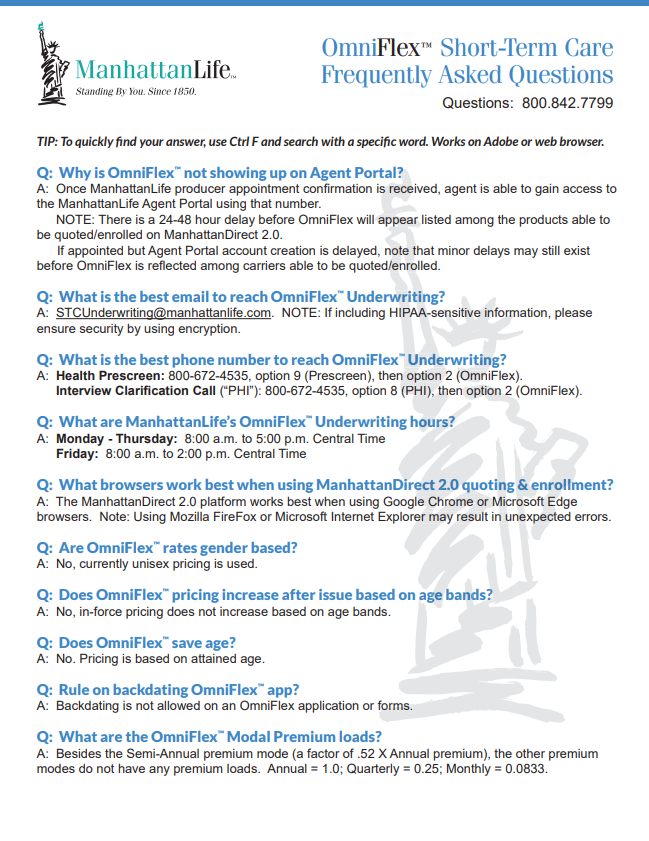 ManhattanLife™
Standing By You. Since 1850.
OmniFlex™ Short-Term Care
Frequently Asked Questions
Questions:  800.842.7799
TIP: To quickly find your answer, use Ctrl F and search with a specific word. Works on Adobe or web browser.
Q:  Why is OmniFlex™ not showing up on Agent Portal?
A:  Once ManhattanLife producer appointment confirmation is received, agent is able to gain access to
the ManhattanLife Agent Portal using that number.
NOTE: There is a 24-48 hour delay before OmniFlex will appear listed among the products able to
be quoted/enrolled on ManhattanDirect 2.0.
If appointed but Agent Portal account creation is delayed, note that minor delays may still exist
before OmniFlex is reflected among carriers able to be quoted/enrolled.
Q:  What is the best email to reach OmniFlex™ Underwriting?
A:  STCUnderwriting@manhattanlife.com.  NOTE: If including HIPAA-sensitive information, please
ensure security by using encryption.
Q:  What is the best phone number to reach OmniFlex™ Underwriting?
A:  Health Prescreen: 800-672-4535, option 9 (Prescreen), then option 2 (OmniFlex).
Interview Clarification Call (“PHI”): 800-672-4535, option 8 (PHI), then option 2 (OmniFlex).
Q:  What are ManhattanLife’s OmniFlex™ Underwriting hours?
A:  Monday - Thursday:  8:00 a.m. to 5:00 p.m. Central Time
Friday:  8:00 a.m. to 2:00 p.m. Central Time
Q:  What browsers work best when using ManhattanDirect 2.0 quoting & enrollment?
A:  The ManhattanDirect 2.0 platform works best when using Google Chrome or Microsoft Edge
browsers.  Note: Using Mozilla FireFox or Microsoft Internet Explorer may result in unexpected errors.
Q:  Are OmniFlex™ rates gender based?
A:  No, currently unisex pricing is used.
Q:  Does OmniFlex™ pricing increase after issue based on age bands?
A:  No, in-force pricing does not increase based on age bands.
Q:  Does OmniFlex™ save age?
A:  No. Pricing is based on attained age.
Q:  Rule on backdating OmniFlex™ app?
A:  Backdating is not allowed on an OmniFlex application or forms.
Q:  What are the OmniFlex™ Modal Premium loads?
A:  Besides the Semi-Annual premium mode (a factor of .52 X Annual premium), the other premium
modes do not have any premium loads.  Annual = 1.0; Quarterly = 0.25; Monthly = 0.0833.